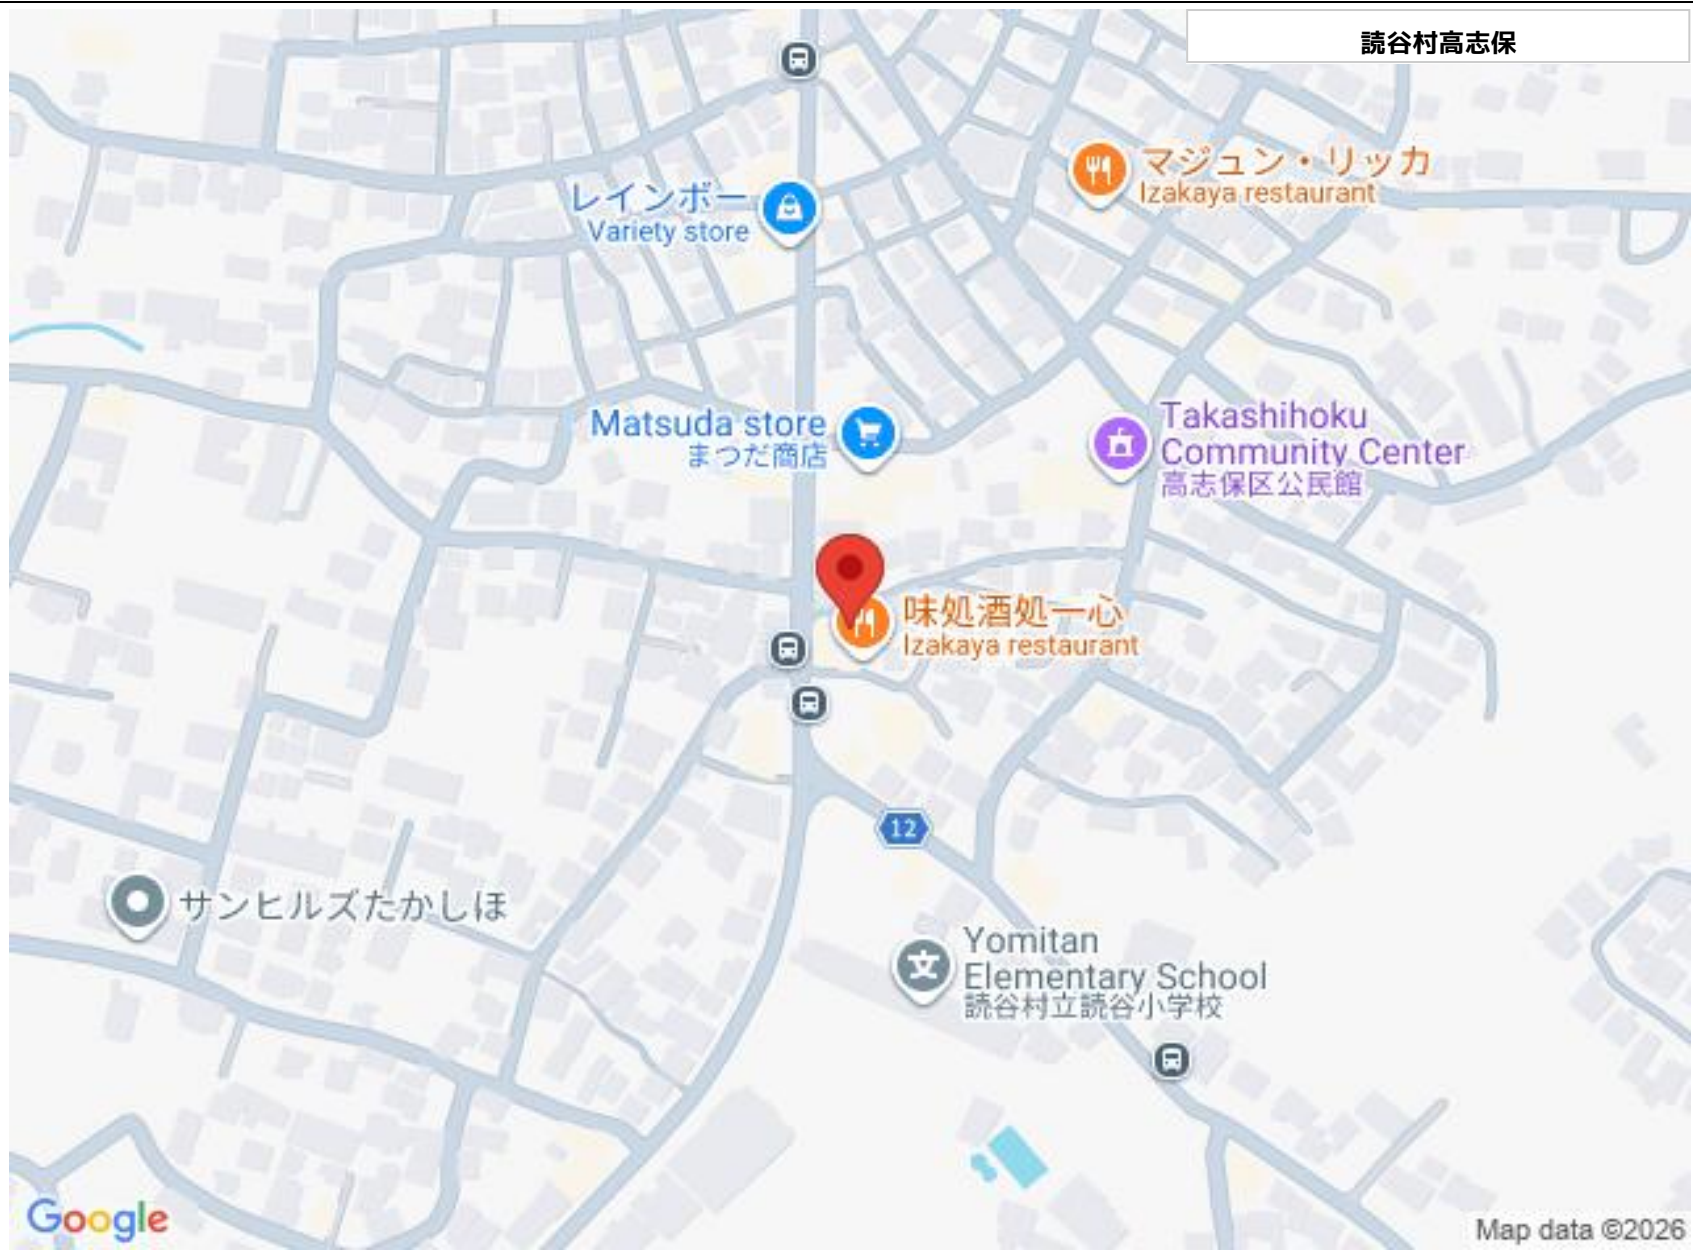 読谷村高志保
マジュン・リッカ
Izakaya restaurant
レインボー
Variety store
Matsuda store
まつだ商店
Takashihoku
Community Center
高志保区公民館
味処酒処一心
Izakaya restaurant
12
サンヒルズたかしほ
文
Yomitan
Elementary School
読谷村立読谷小学校
Google
Map data ©2026